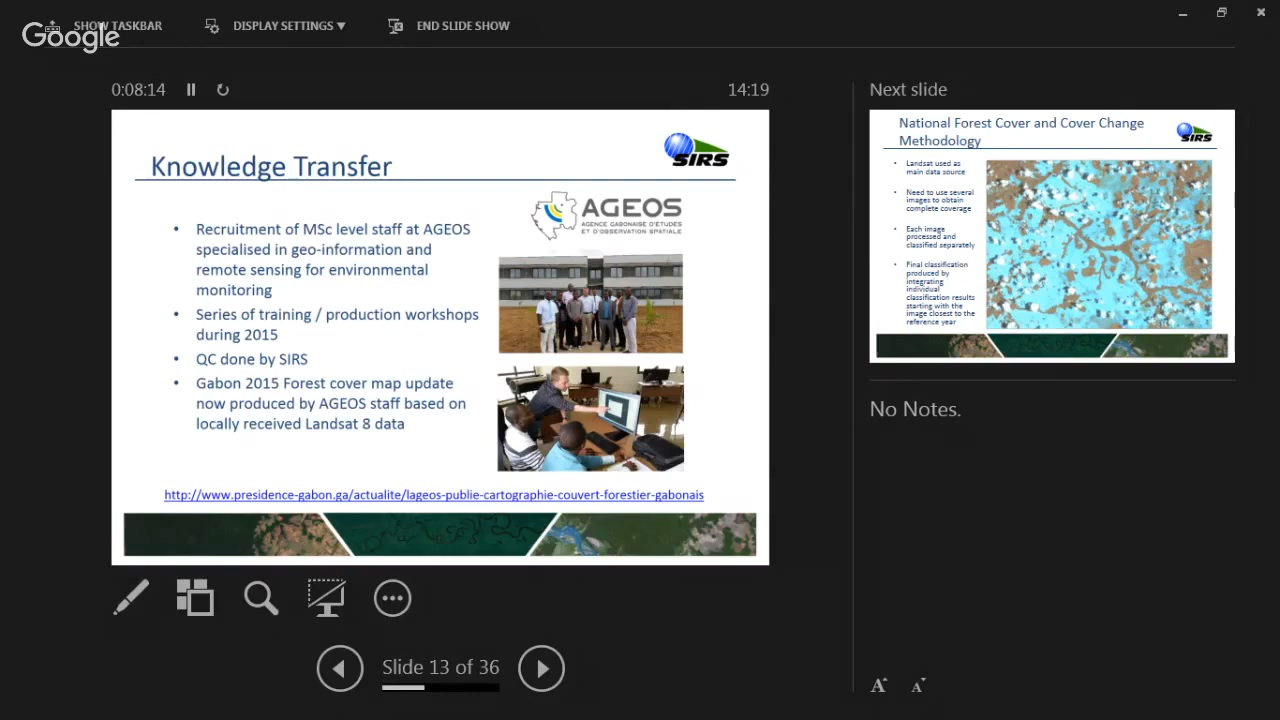 SHOW TASKBAR
DISPLAY SETTINGS ▼
END SLIDE SHOW
Google
0:08:14
14:19
Knowledge Transfer
SIRS
AGEOS
AGENCE GABONAISE D'ÉTUDES
ET D'OBSERVATION SPATIALE
• Recruitment of MSc level staff at AGEOS
specialised in geo-information and
remote sensing for environmental
monitoring
• Series of training / production workshops
during 2015
• QC done by SIRS
• Gabon 2015 Forest cover map update
now produced by AGEOS staff based on
locally received Landsat 8 data
http://www.presidence-gabon.ga/actualite/lageos-publie-cartographie-couvert-forestier-gabonais
Slide 13 of 36
Next slide
National Forest Cover and Cover Change
Methodology
SIRS
• Landsat used as
main data source
• Need to use several
images to obtain
complete coverage
• Each image
processed and
classified separately
• Final classification
produced by
integrating
individual
classification results
starting with the
image closest to the
reference year
No Notes.
A A